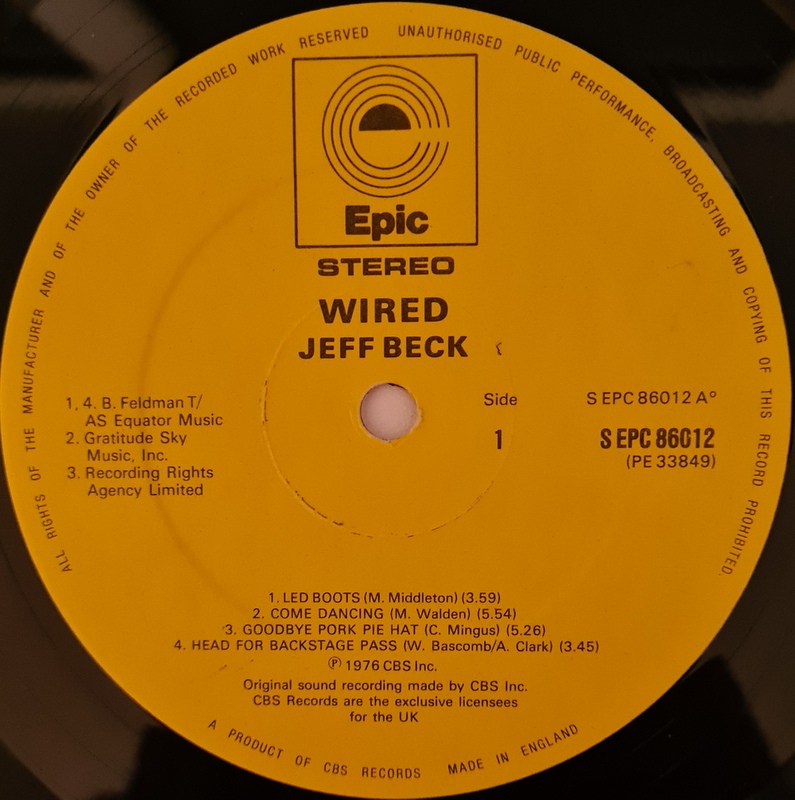 ALL RIGHTS OF THE MANUFACTURER AND OF THE OWNER OF THE RECORDED WORK RESERVED UNAUTHORISED PUBLIC PERFORMANCE, BROADCASTING AND COPYING OF THIS RECORD PROHIBITED.
Epic
STEREO
WIRED
JEFF BECK
1, 4. B. Feldman T/
AS Equator Music
2. Gratitude Sky
Music, Inc.
3. Recording Rights
Agency Limited
Side
1
S EPC 86012 A°
S EPC 86012
(PE 33849)
1. LED BOOTS (M. Middleton) (3.59)
2. COME DANCING (M. Walden) (5.54)
3. GOODBYE PORK PIE HAT (C. Mingus) (5.26)
4. HEAD FOR BACKSTAGE PASS (W. Bascomb/A. Clark) (3.45)
℗ 1976 CBS Inc.
Original sound recording made by CBS Inc.
CBS Records are the exclusive licensees
for the UK
A PRODUCT OF CBS RECORDS MADE IN ENGLAND